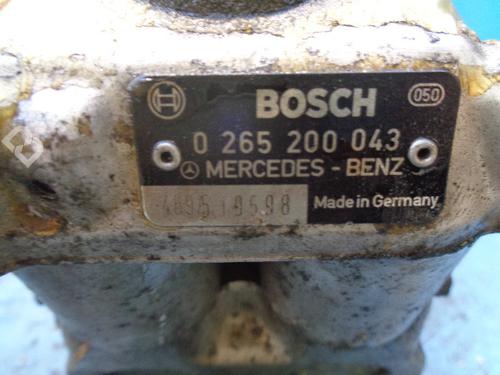 BOSCH
050
0 265 200 043
MERCEDES - BENZ
Made in Germany